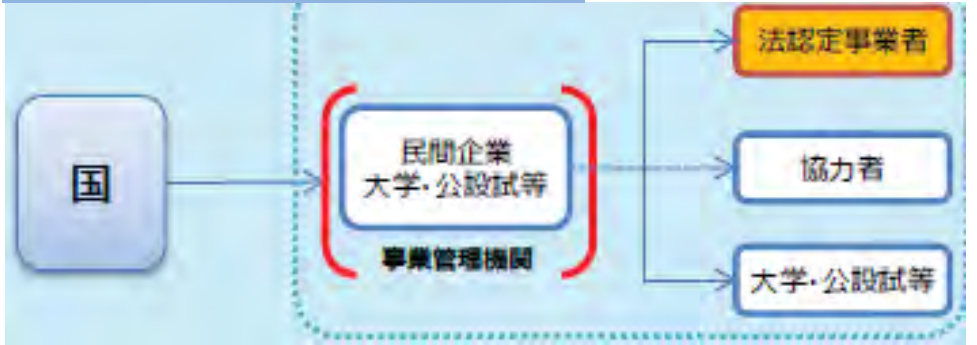 国
民間企業
大学・公設試等
事業管理機関
法認定事業者
協力者
大学・公設試等